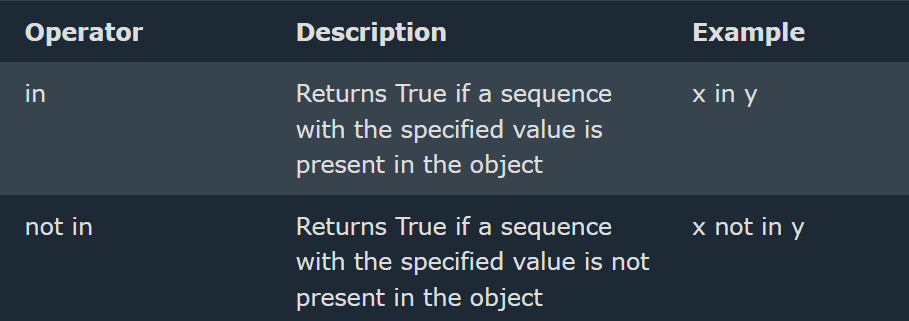 Operator Description Example
in Returns True if a sequence x in y
with the specified value is
present in the object
not in Returns True if a sequence x not in y
with the specified value is not
present in the object